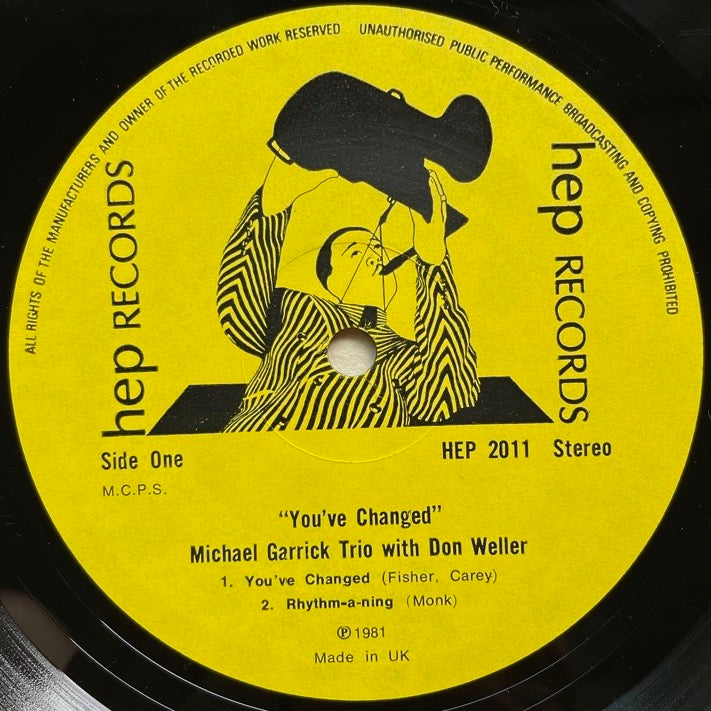 ALL RIGHTS OF THE MANUFACTURERS AND OWNER OF THE RECORDED WORK RESERVED UNAUTHORISED PUBLIC PERFORMANCE BROADCASTING AND COPYING PROHIBITED
hep RECORDS
hep RECORDS
Side One
HEP 2011 Stereo
M.C.P.S.
"You've Changed"
Michael Garrick Trio with Don Weller
1. You've Changed (Fisher, Carey)
2. Rhythm-a-ning (Monk)
℗ 1981
Made in UK